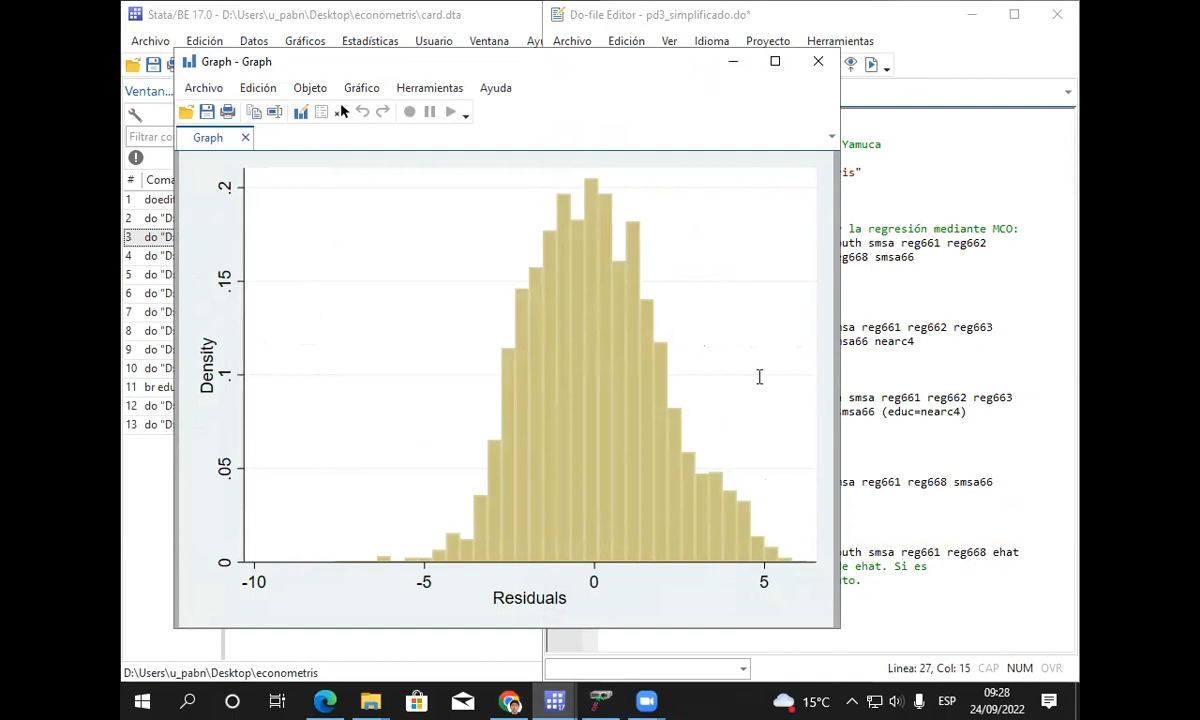 Stata/BE 17.0 - D:\Users\u_pabn\Desktop\econometris\card.dta
Do-file Editor - pd3_simplificado.do*
Archivo Edición Datos Gráficos Estadísticas Usuario Ventana
Archivo Edición Ver Idioma Proyecto Herramientas
Graph - Graph
Archivo Edición Objeto Gráfico Herramientas Ayuda
Ventan...
Filtrar co
Graph
# Coma
1 doedi
2 do "D:
3 do "D:
4 do "D:
5 do "D:
6 do "D:
7 do "D:
8 do "D:
9 do "D:
10 do "D:
11 br edu
12 do "D:
13 do "D:
Yamuca
is"
la regresión mediante MCO:
uth smsa reg661 reg662
reg668 smsa66
sa reg661 reg662 reg663
msa66 nearc4
smsa reg661 reg662 reg663
msa66 (educ=nearc4)
sa reg661 reg668 smsa66
outh smsa reg661 reg668 ehat
de ehat. Si es
to.
.2
.15
.1
.05
0
Density
-10 -5 0 5
Residuals
D:\Users\u_pabn\Desktop\econometris
Linea: 27, Col: 15 CAP NUM OVR
15°C
ESP
09:28
24/09/2022